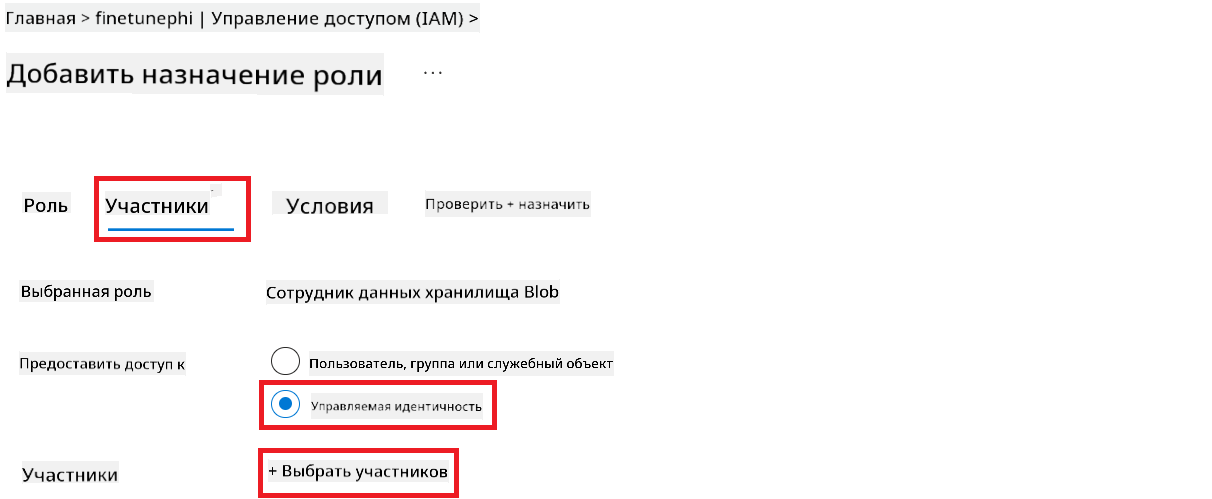 Главная > finetunephi | Управление доступом (IAM) >
Добавить назначение роли ...
Роль Участники Условия Проверить + назначить
Выбранная роль Сотрудник данных хранилища Blob
Предоставить доступ к Пользователь, группа или служебный объект
Управляемая идентичность
Участники + Выбрать участников